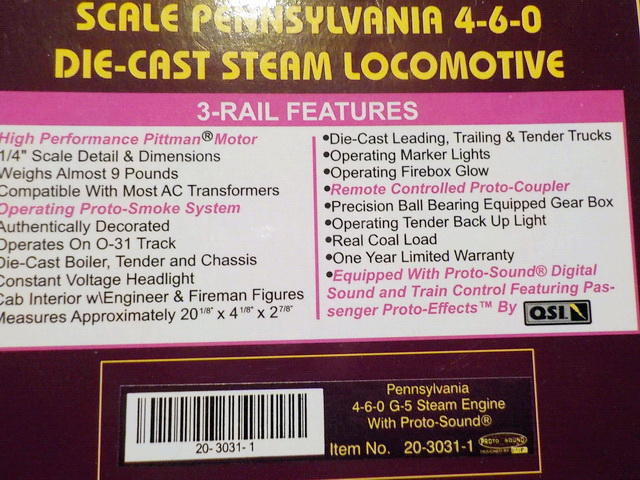 SCALE PENNSYLVANIA 4-6-0
DIE-CAST STEAM LOCOMOTIVE
3-RAIL FEATURES
High Performance Pittman® Motor
1/4" Scale Detail & Dimensions
Weighs Almost 9 Pounds
Compatible With Most AC Transformers
Operating Proto-Smoke System
Authentically Decorated
Operates On O-31 Track
Die-Cast Boiler, Tender and Chassis
Constant Voltage Headlight
Cab Interior w\Engineer & Fireman Figures
Measures Approximately 20 1/8" x 4 1/8" x 2 7/8"
•Die-Cast Leading, Trailing & Tender Trucks
•Operating Marker Lights
•Operating Firebox Glow
•Remote Controlled Proto-Coupler
•Precision Ball Bearing Equipped Gear Box
•Operating Tender Back Up Light
•Real Coal Load
•One Year Limited Warranty
•Equipped With Proto-Sound® Digital
Sound and Train Control Featuring Pas-
senger Proto-Effects™ By QSI
20-3031-1
Pennsylvania
4-6-0 G-5 Steam Engine
With Proto-Sound®
Item No. 20-3031-1
PROTO SOUND